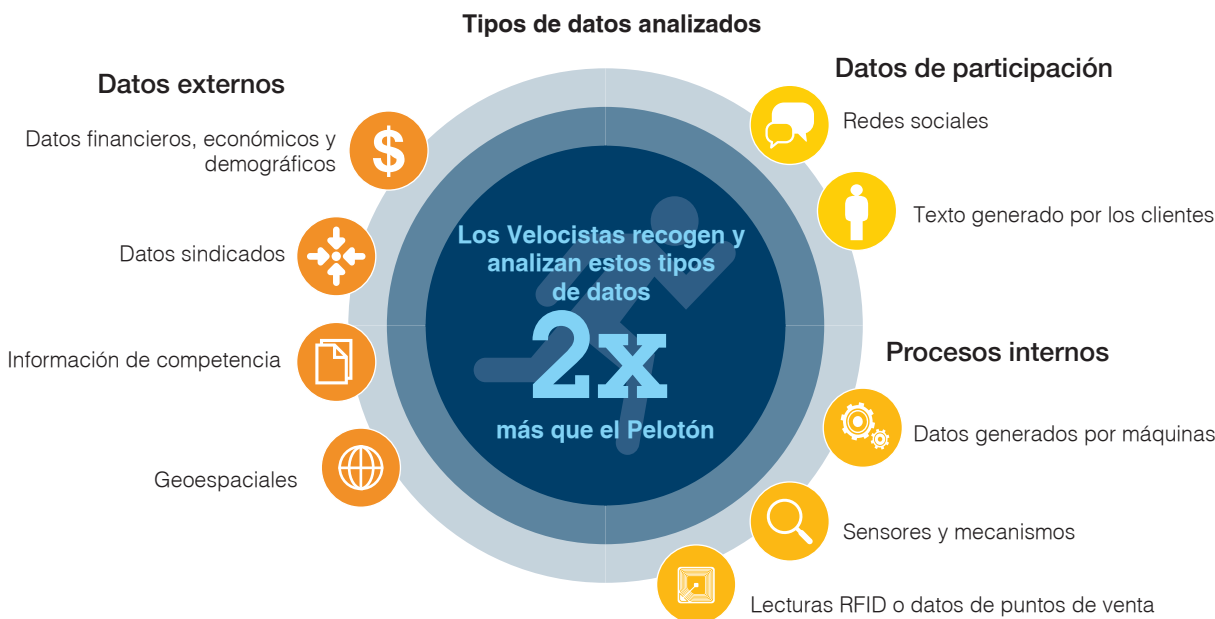 Tipos de datos analizados
Datos externos
Datos financieros, económicos y
demográficos
Datos sindicados
Información de competencia
Geoespaciales
Los Velocistas recogen y
analizan estos tipos
de datos
2x
más que el Pelotón
Datos de participación
Redes sociales
Texto generado por los clientes
Procesos internos
Datos generados por máquinas
Sensores y mecanismos
Lecturas RFID o datos de puntos de venta
$